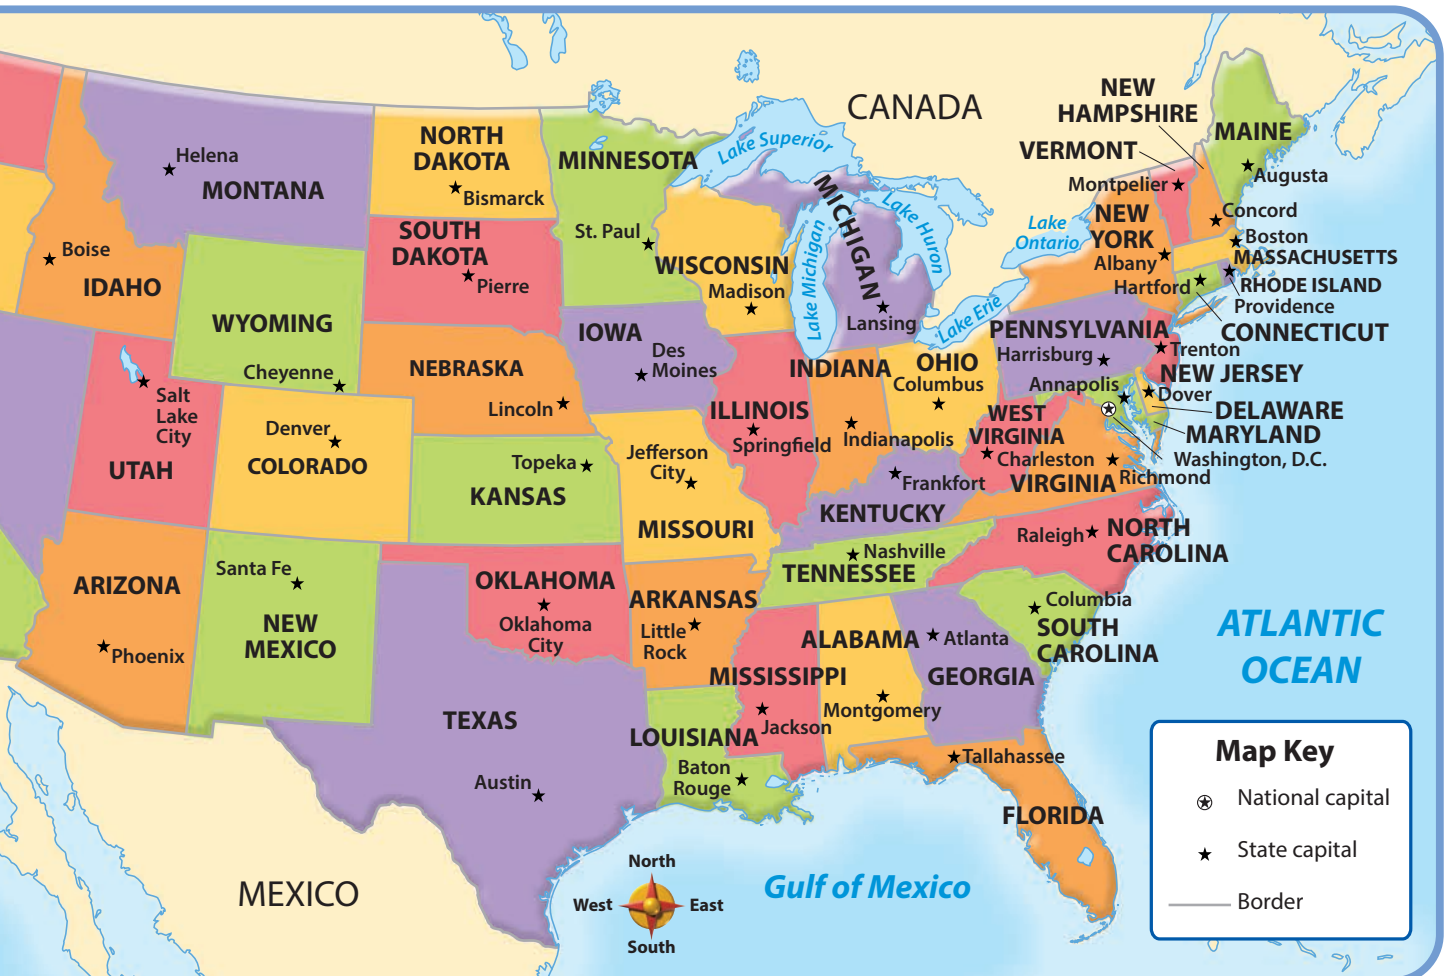 CANADA
NEW
HAMPSHIRE
MAINE
VERMONT
Augusta
Montpelier
Lake Superior
NORTH
DAKOTA
MINNESOTA
Helena
MONTANA
Bismarck
MICHIGAN
Lake Huron
Lake Michigan
Lake
Ontario
NEW
YORK
Albany
Concord
Boston
MASSACHUSETTS
Hartford
RHODE ISLAND
Providence
CONNECTICUT
SOUTH
DAKOTA
Pierre
St. Paul
WISCONSIN
Madison
Lansing
Lake Erie
Boise
IDAHO
WYOMING
Cheyenne
IOWA
Des
Moines
NEBRASKA
Lincoln
PENNSYLVANIA
Harrisburg
Trenton
NEW JERSEY
Annapolis
Dover
DELAWARE
MARYLAND
Washington, D.C.
INDIANA
OHIO
Columbus
ILLINOIS
Springfield
Indianapolis
WEST
VIRGINIA
Charleston
VIRGINIA
Richmond
Salt
Lake
City
UTAH
Denver
COLORADO
Topeka
KANSAS
Jefferson
City
MISSOURI
Frankfort
KENTUCKY
Raleigh
NORTH
CAROLINA
Nashville
TENNESSEE
ARIZONA
Phoenix
Santa Fe
NEW
MEXICO
OKLAHOMA
Oklahoma
City
ARKANSAS
Little
Rock
MISSISSIPPI
Jackson
ALABAMA
Montgomery
Atlanta
GEORGIA
Columbia
SOUTH
CAROLINA
ATLANTIC
OCEAN
TEXAS
Austin
LOUISIANA
Baton
Rouge
Tallahassee
FLORIDA
MEXICO
Gulf of Mexico
North
West
East
South
Map Key
National capital
State capital
Border